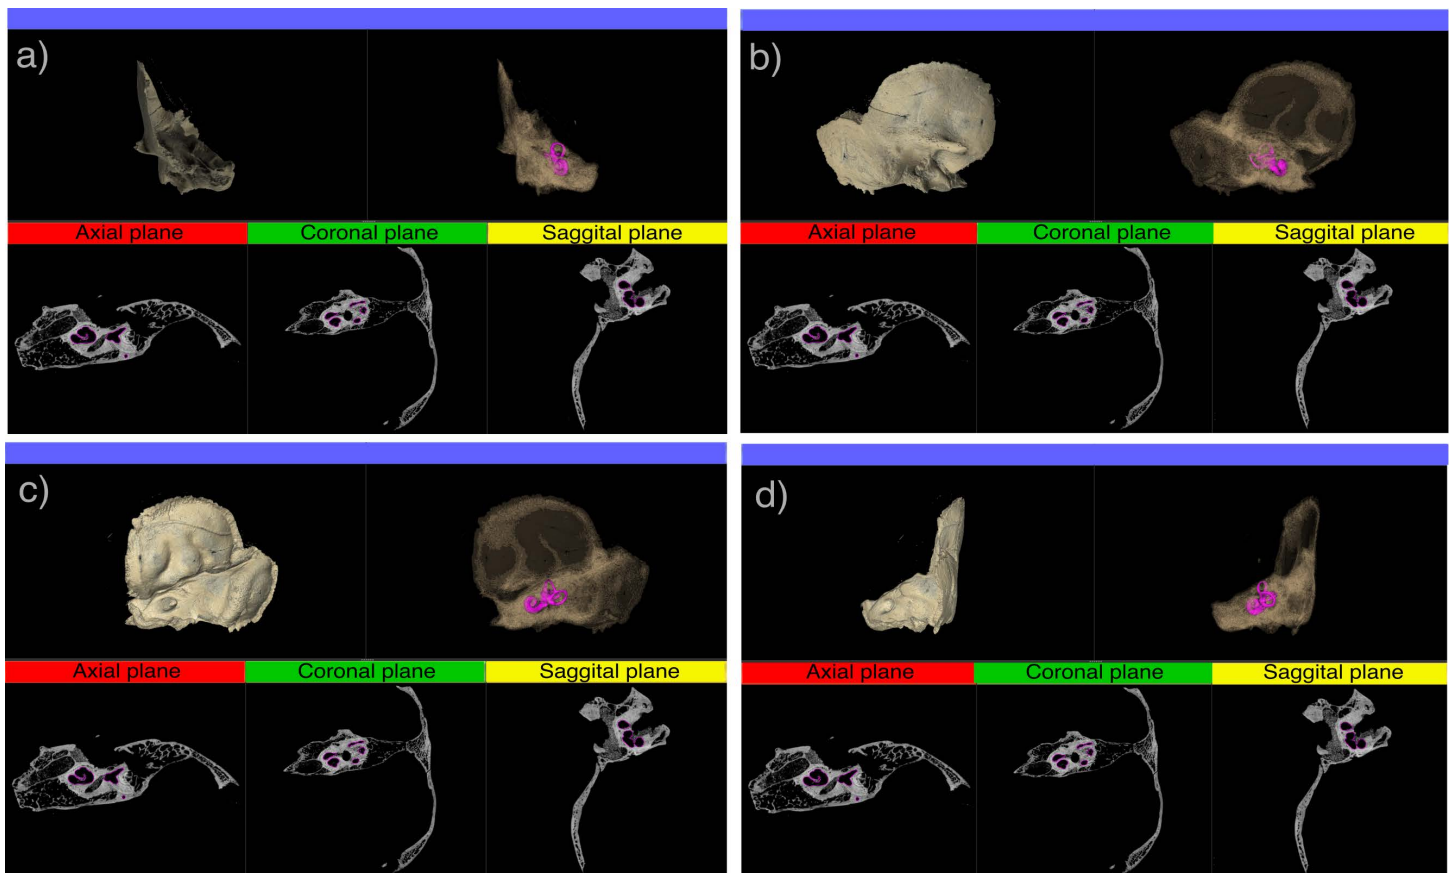 a)
Axial plane
Coronal plane
Saggital plane
b)
Axial plane
Coronal plane
Saggital plane
c)
Axial plane
Coronal plane
Saggital plane
d)
Axial plane
Coronal plane
Saggital plane